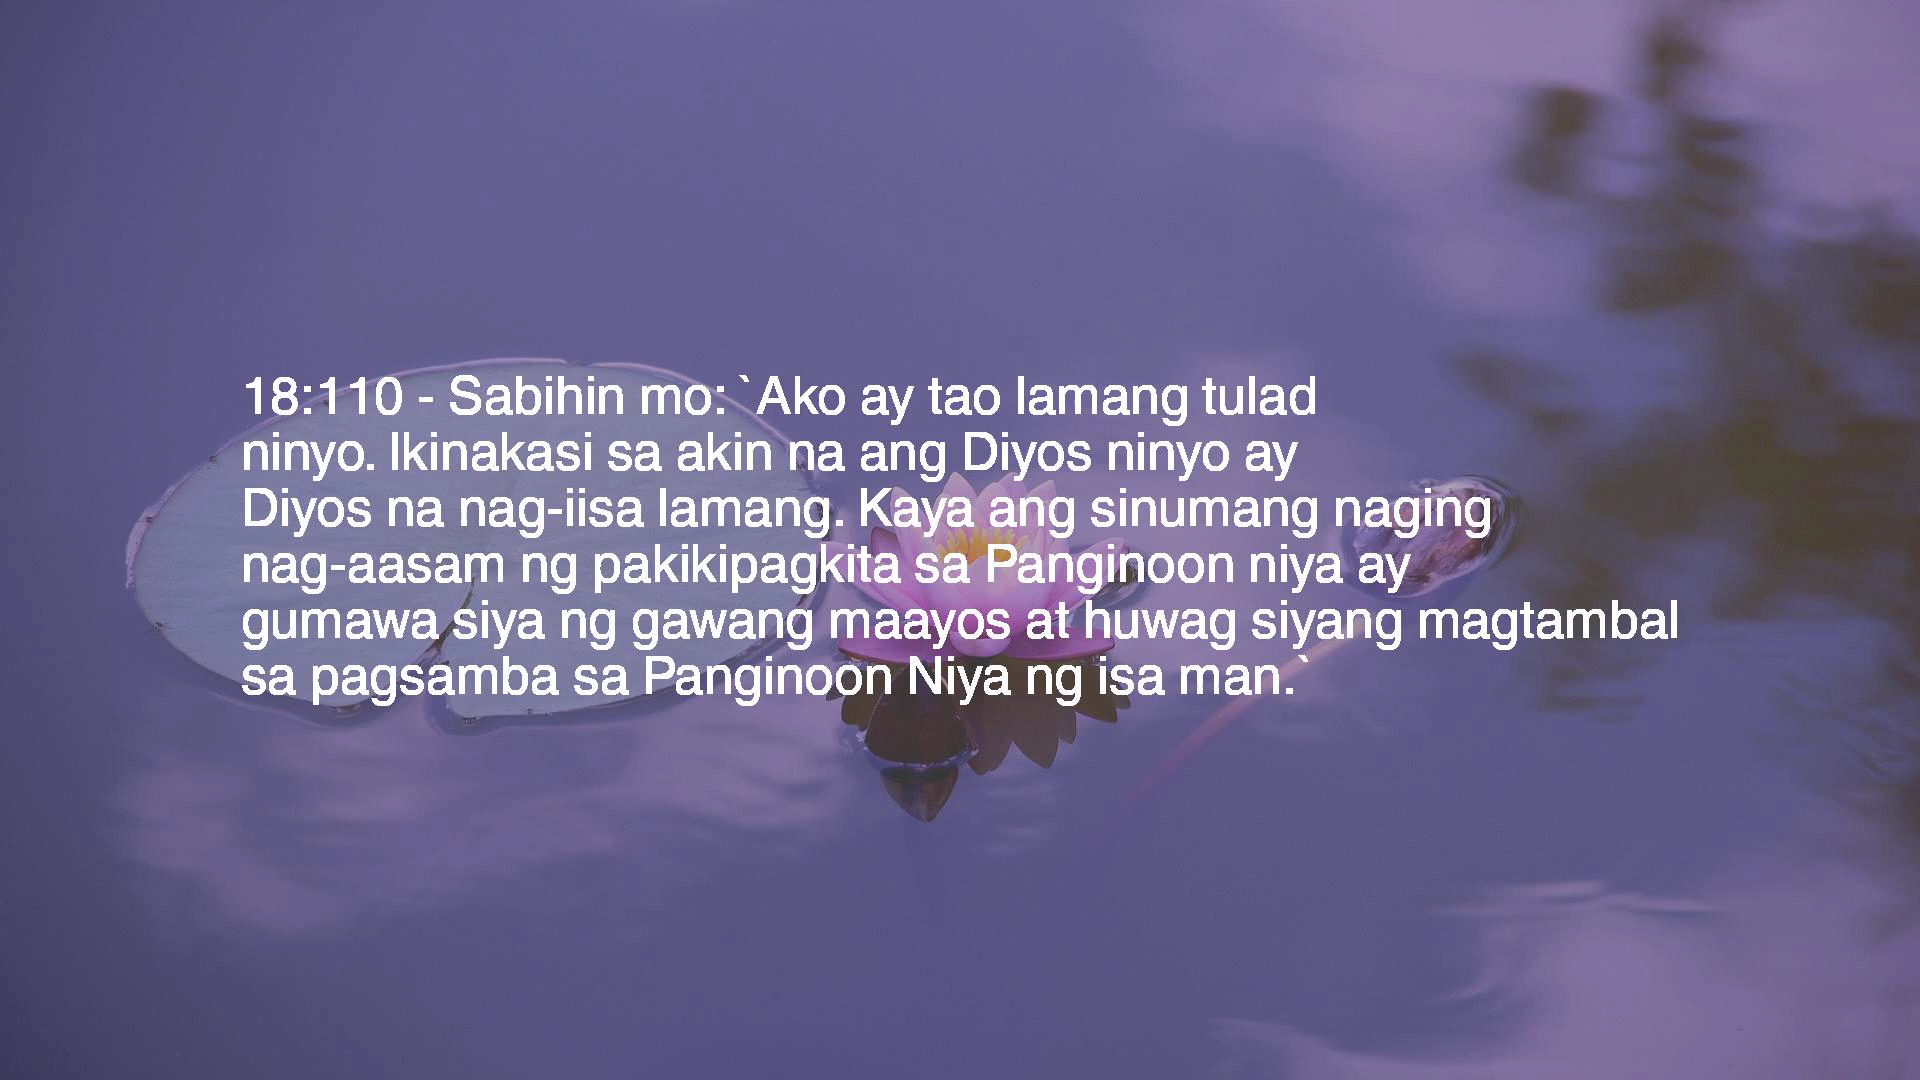 18:110 - Sabihin mo: `Ako ay tao lamang tulad
ninyo. Ikinakasi sa akin na ang Diyos ninyo ay
Diyos na nag-iisa lamang. Kaya ang sinumang naging
nag-aasam ng pakikipagkita sa Panginoon niya ay
gumawa siya ng gawang maayos at huwag siyang magtambal
sa pagsamba sa Panginoon Niya ng isa man.`